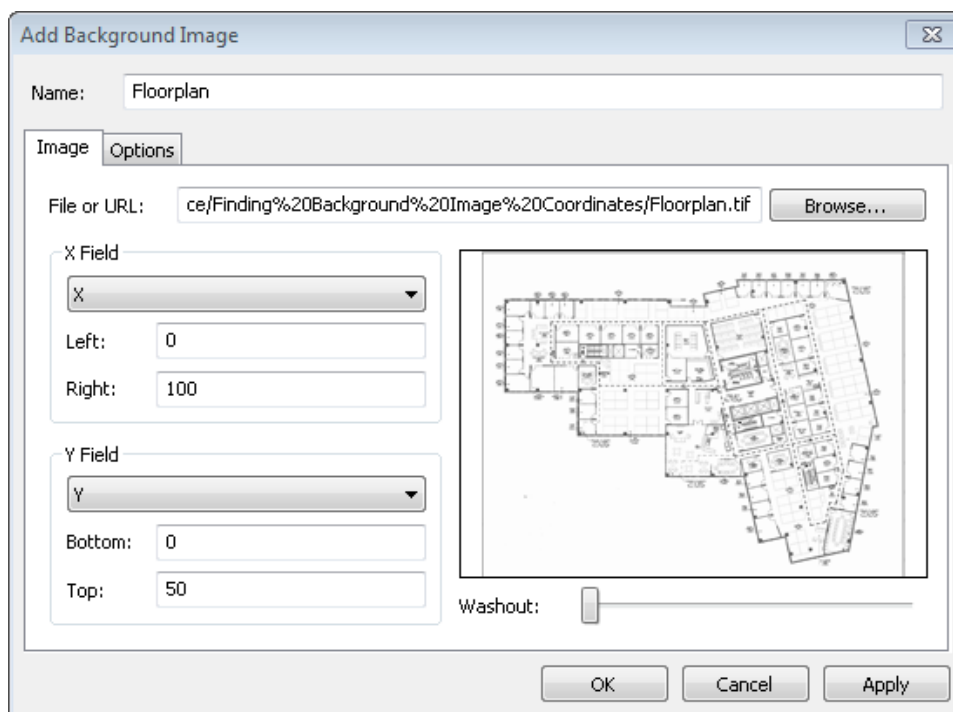 Add Background Image
Name: Floorplan
Image Options
File or URL: ce/Finding%20Background%20Image%20Coordinates/Floorplan.tif Browse...
X Field
X
Left: 0
Right: 100
Y Field
Y
Bottom: 0
Top: 50
Washout:
OK Cancel Apply